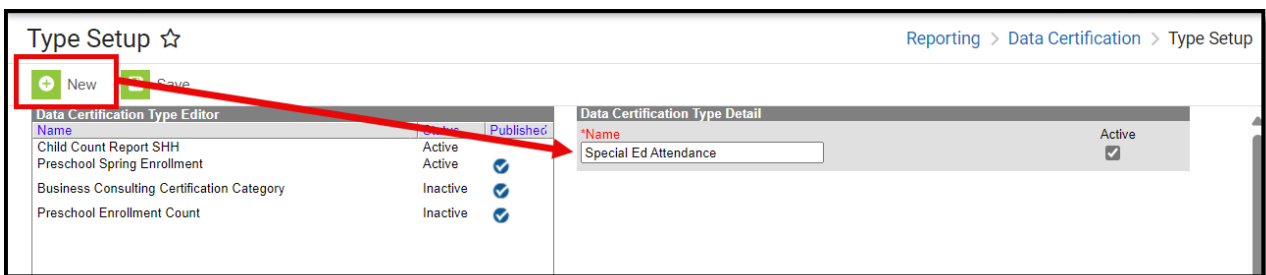 Type Setup
Reporting > Data Certification > Type Setup
New Save
Data Certification Type Editor
Name Status Published
Child Count Report SHH Active
Preschool Spring Enrollment Active
Business Consulting Certification Category Inactive
Preschool Enrollment Count Inactive
Data Certification Type Detail
*Name Active
Special Ed Attendance